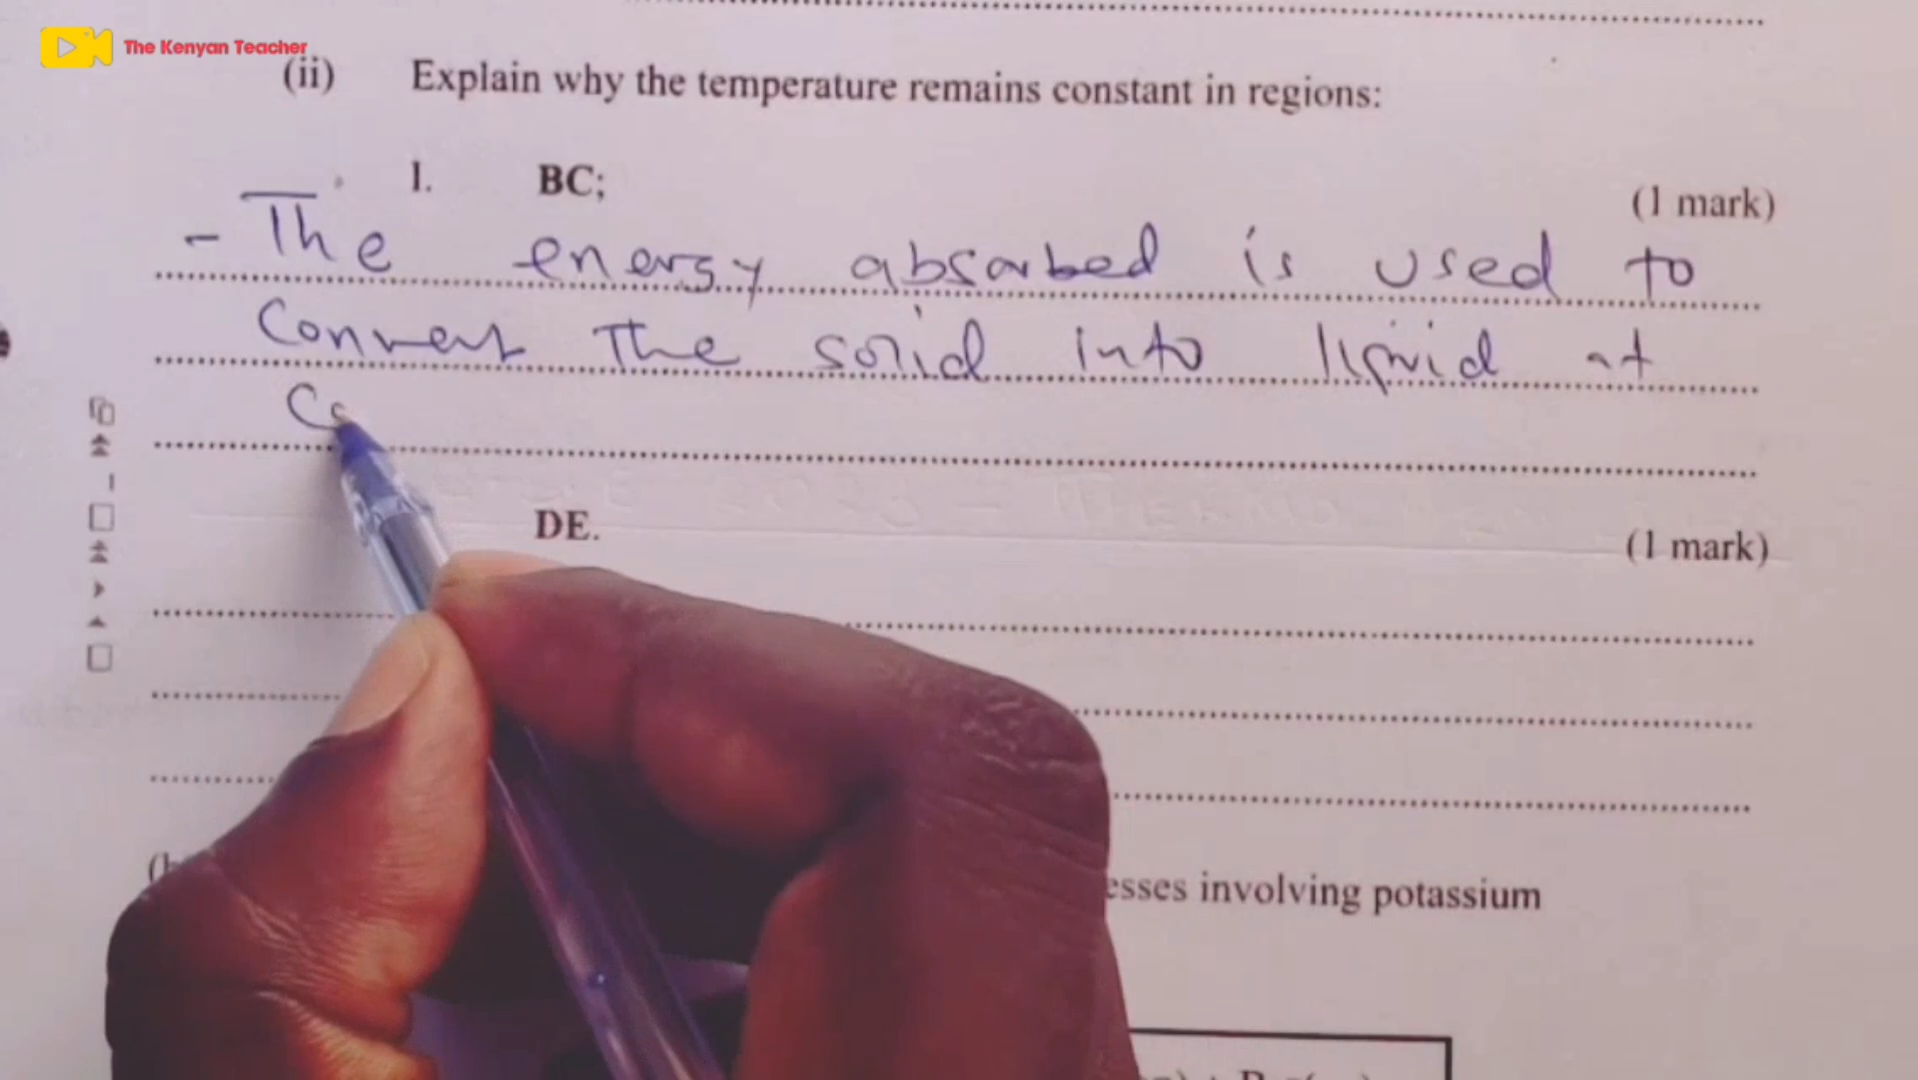 The Kenyan Teacher
(ii) Explain why the temperature remains constant in regions:
I. BC;
(1 mark)
- The energy absorbed is used to
Convert the solid into liquid at
Co
DE.
(1 mark)
esses involving potassium